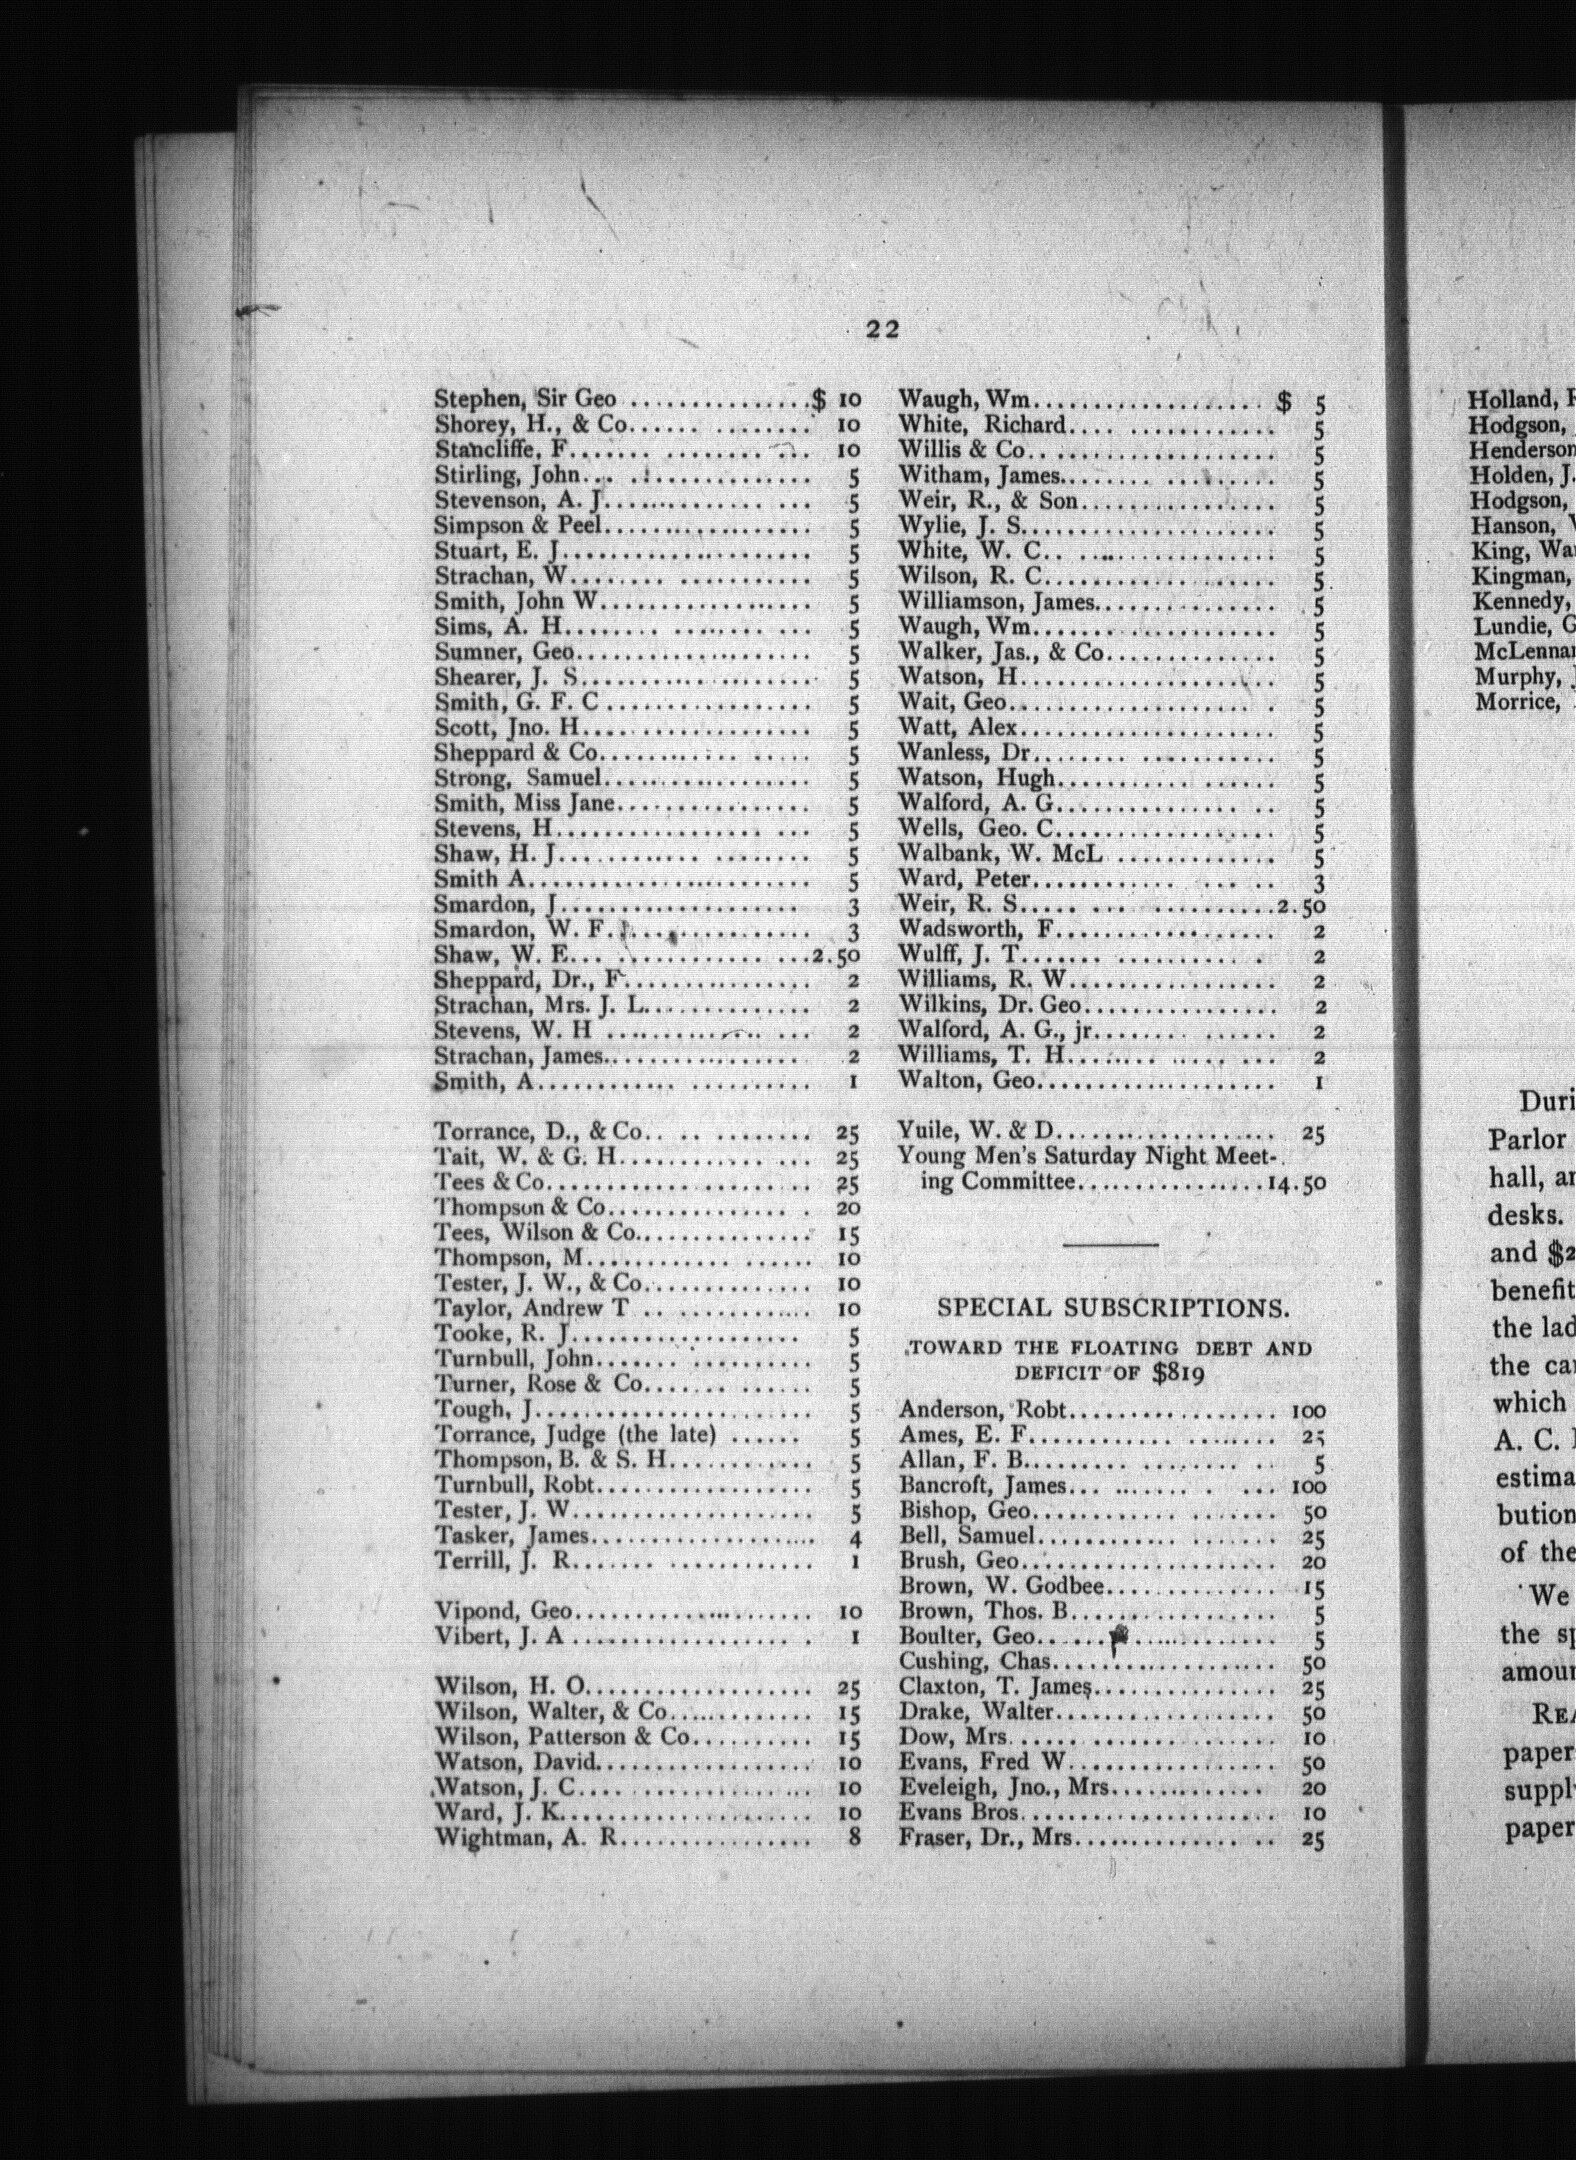 22
Stephen, Sir Geo ...............$ 10
Shorey, H., & Co...... ........ 10
Stancliffe, F....... ........ ... 10
Stirling, John... .............. 5
Stevenson, A. J.............. ... 5
Simpson & Peel................. 5
Stuart, E. J..................... 5
Strachan, W........ ........... 5
Smith, John W................ 5
Sims, A. H........ ........ ... 5
Sumner, Geo................... 5
Shearer, J. S........... ........ 5
Smith, G. F. C ................. 5
Scott, Jno. H................... 5
Sheppard & Co............ ..... 5
Strong, Samuel................. 5
Smith, Miss Jane................ 5
Stevens, H................. ... 5
Shaw, H. J............ ........ 5
Smith A........................ 5
Smardon, J.................... 3
Smardon, W. F................. 3
Shaw, W. E... ............. ...2.50
Sheppard, Dr., F................ 2
Strachan, Mrs. J. L.............. 2
Stevens, W. H ............. ... 2
Strachan, James................ 2
Smith, A............ ........... 1
Torrance, D., & Co.. .. ........ 25
Tait, W. & G. H............. ... 25
Tees & Co...................... 25
Thompson & Co............... . 20
Tees, Wilson & Co............... 15
Thompson, M............ ...... 10
Tester, J. W., & Co.............. 10
Taylor, Andrew T .. ............ 10
Tooke, R. J................... 5
Turnbull, John....... .......... 5
Turner, Rose & Co....... ...... 5
Tough, J....................... 5
Torrance, Judge (the late) ...... 5
Thompson, B. & S. H............ 5
Turnbull, Robt.................. 5
Tester, J. W.................... 5
Tasker, James................... 4
Terrill, J. R....... ............ 1
Vipond, Geo.................... 10
Vibert, J. A .................. . 1
Wilson, H. O................... 25
Wilson, Walter, & Co............ 15
Wilson, Patterson & Co.......... 15
Watson, David.................. 10
Watson, J. C................... 10
Ward, J. K..................... 10
Wightman, A. R................ 8
Waugh, Wm................... $ 5
White, Richard.... ............ 5
Willis & Co.. .................. 5
Witham, James........ ......... 5
Weir, R., & Son................ 5
Wylie, J. S..................... 5
White, W. C.. ................ 5
Wilson, R. C................... 5
Williamson, James............... 5
Waugh, Wm.................... 5
Walker, Jas., & Co.............. 5
Watson, H..................... 5
Wait, Geo.................... . 5
Watt, Alex..................... 5
Wanless, Dr........ ........... 5
Watson, Hugh........... ...... 5
Walford, A. G............... .. 5
Wells, Geo. C.................. 5
Walbank, W. McL ............. 5
Ward, Peter............ ... .. 3
Weir, R. S..... ... ..........2.50
Wadsworth, F.................. 2
Wulff, J. T....... .......... . 2
Williams, R. W................. 2
Wilkins, Dr. Geo................ 2
Walford, A. G., jr........ ...... 2
Williams, T. H........ ..... ... 2
Walton, Geo.................... 1
Yuile, W. & D.................. 25
Young Men's Saturday Night Meet-
ing Committee...............14.50
SPECIAL SUBSCRIPTIONS.
TOWARD THE FLOATING DEBT AND
DEFICIT OF $819
Anderson, Robt................. 100
Ames, E. F............ ........ 25
Allan, F. B......... ........ . 5
Bancroft, James... ....... . ... 100
Bishop, Geo............ ....... 50
Bell, Samuel............ ....... 25
Brush, Geo..................... 20
Brown, W. Godbee.............. 15
Brown, Thos. B................. 5
Boulter, Geo.. ................ 5
Cushing, Chas................... 50
Claxton, T. James............... 25
Drake, Walter.................. 50
Dow, Mrs...... ............... 10
Evans, Fred W................. 50
Eveleigh, Jno., Mrs............. 20
Evans Bros..................... 10
Fraser, Dr., Mrs.............. .. 25
Holland,
Hodgson,
Henderson
Holden, J.
Hodgson,
Hanson,
King,
Kingman,
Kennedy,
Lundie, G
McLennan
Murphy,
Morrice,
Duri
Parlor
hall, an
desks.
and $2
benefit
the lad
the car
which
A. C.
estima
bution
of the
We
the sp
amoun
REA
paper
supply
paper